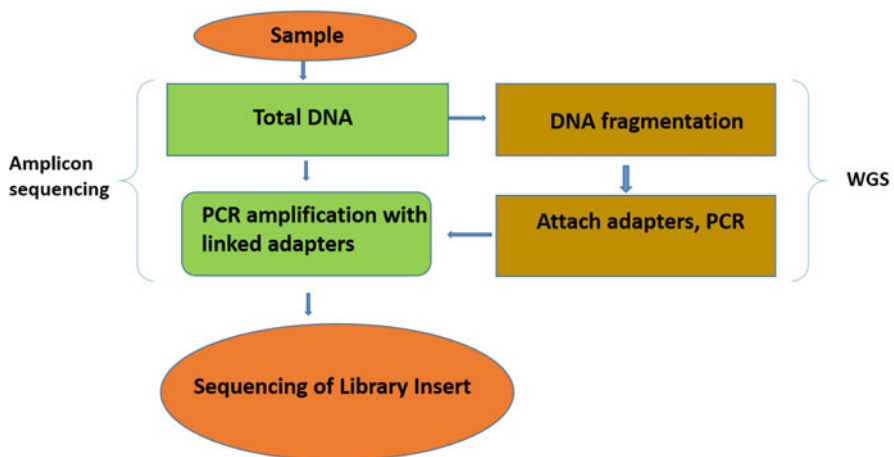 Sample
Total DNA
DNA fragmentation
Amplicon
sequencing
WGS
PCR amplification with
linked adapters
Attach adapters, PCR
Sequencing of Library Insert